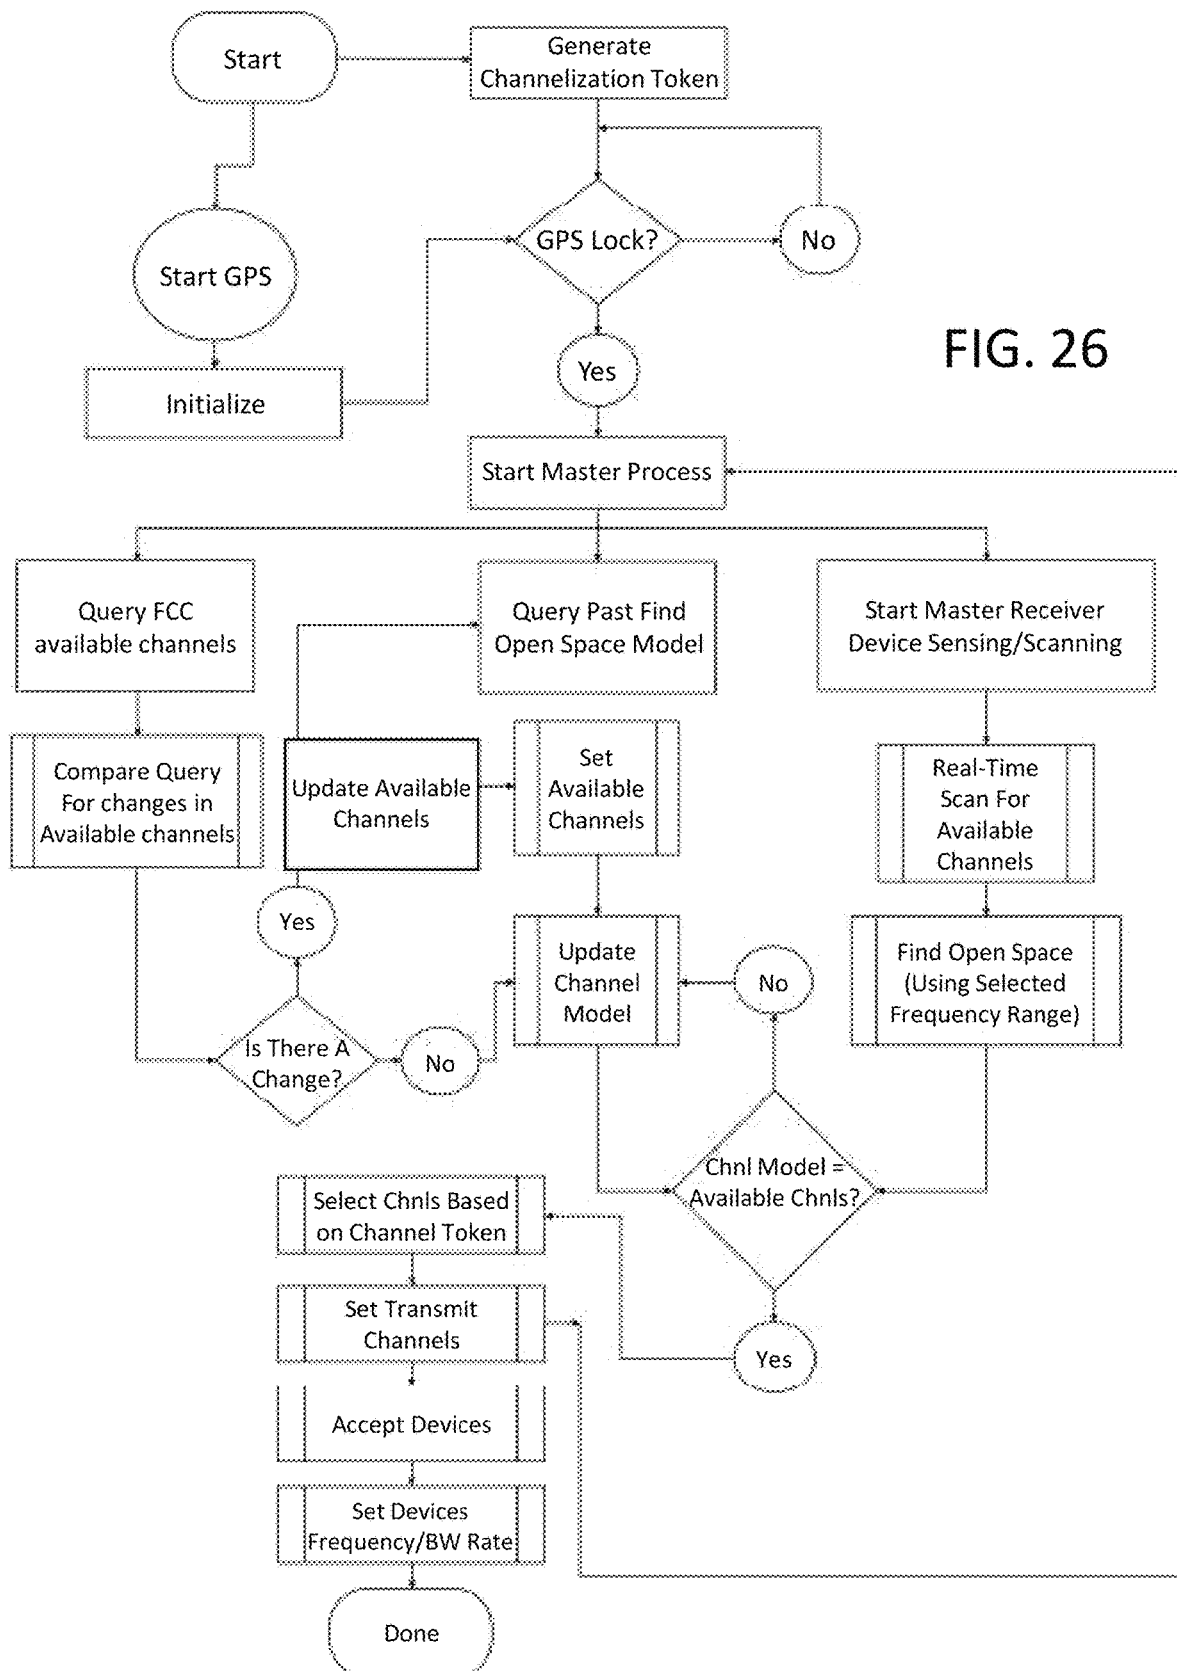 Start
Generate
Channelization Token
GPS Lock?
No
Start GPS
Yes
FIG. 26
Initialize
Start Master Process
Query FCC
available channels
Query Past Find
Open Space Model
Start Master Receiver
Device Sensing/Scanning
Compare Query
For changes in
Available channels
Update Available
Channels
Set
Available
Channels
Real-Time
Scan For
Available
Channels
Yes
Update
Channel
Model
No
Find Open Space
(Using Selected
Frequency Range)
Is There A
Change?
No
Chnl Model =
Available Chnls?
Select Chnls Based
on Channel Token
Set Transmit
Channels
Yes
Accept Devices
Set Devices
Frequency/BW Rate
Done